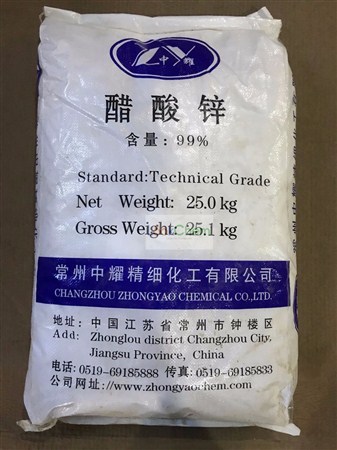 中 耀
醋酸锌
含量: 99%
Standard:Technical Grade
Net Weight: 25.0 kg
Gross Weight: 25.1 kg
常州中耀精细化工有限公司
CHANGZHOU ZHONGYAO CHEMICAL CO.,LTD.
地址: 中国江苏省常州市钟楼区
Add: Zhonglou district Changzhou City,
Jiangsu Province, China
电话: 0519-69185888 传真: 0519-69185833
公司网址://www.zhongyaochem.com